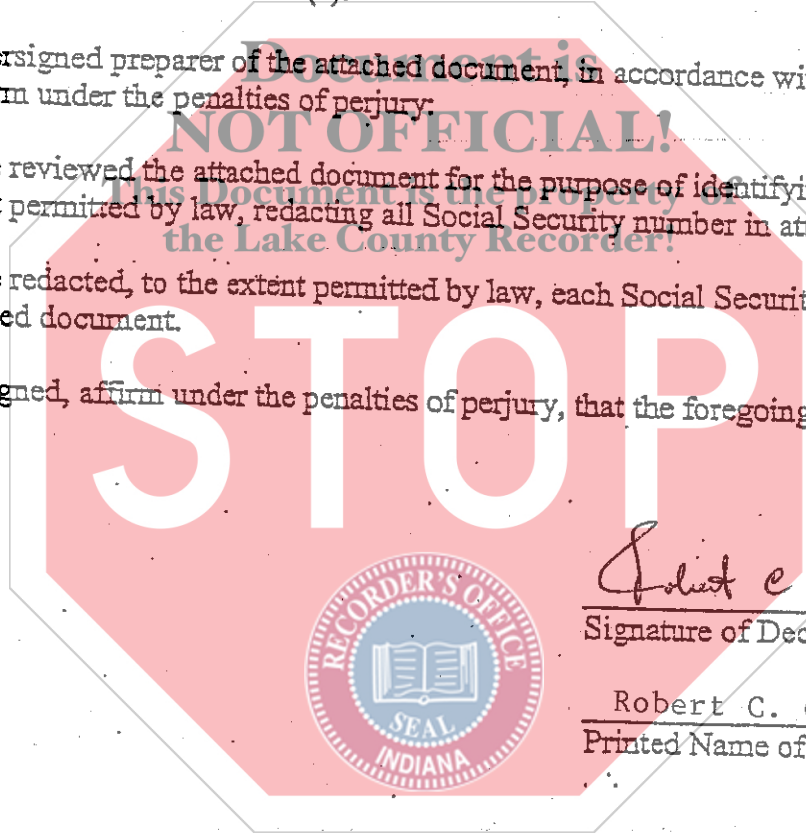 ersigned preparer of the attached document, in accordance wi
Document is
rm under the penalties of perjury:
NOT OFFICIAL!
e reviewed the attached document for the purpose of identifyi
This Document is the property of
t permitted by law, redacting all Social Security number in at
the Lake County Recorder!
e redacted, to the extent permitted by law, each Social Securit
ed document.
STOP
gned, affirm under the penalties of perjury, that the foregoing
Robert C
Signature of Dec
RECORDER'S OFFICE
SEAL
INDIANA
Robert C.
Printed Name of